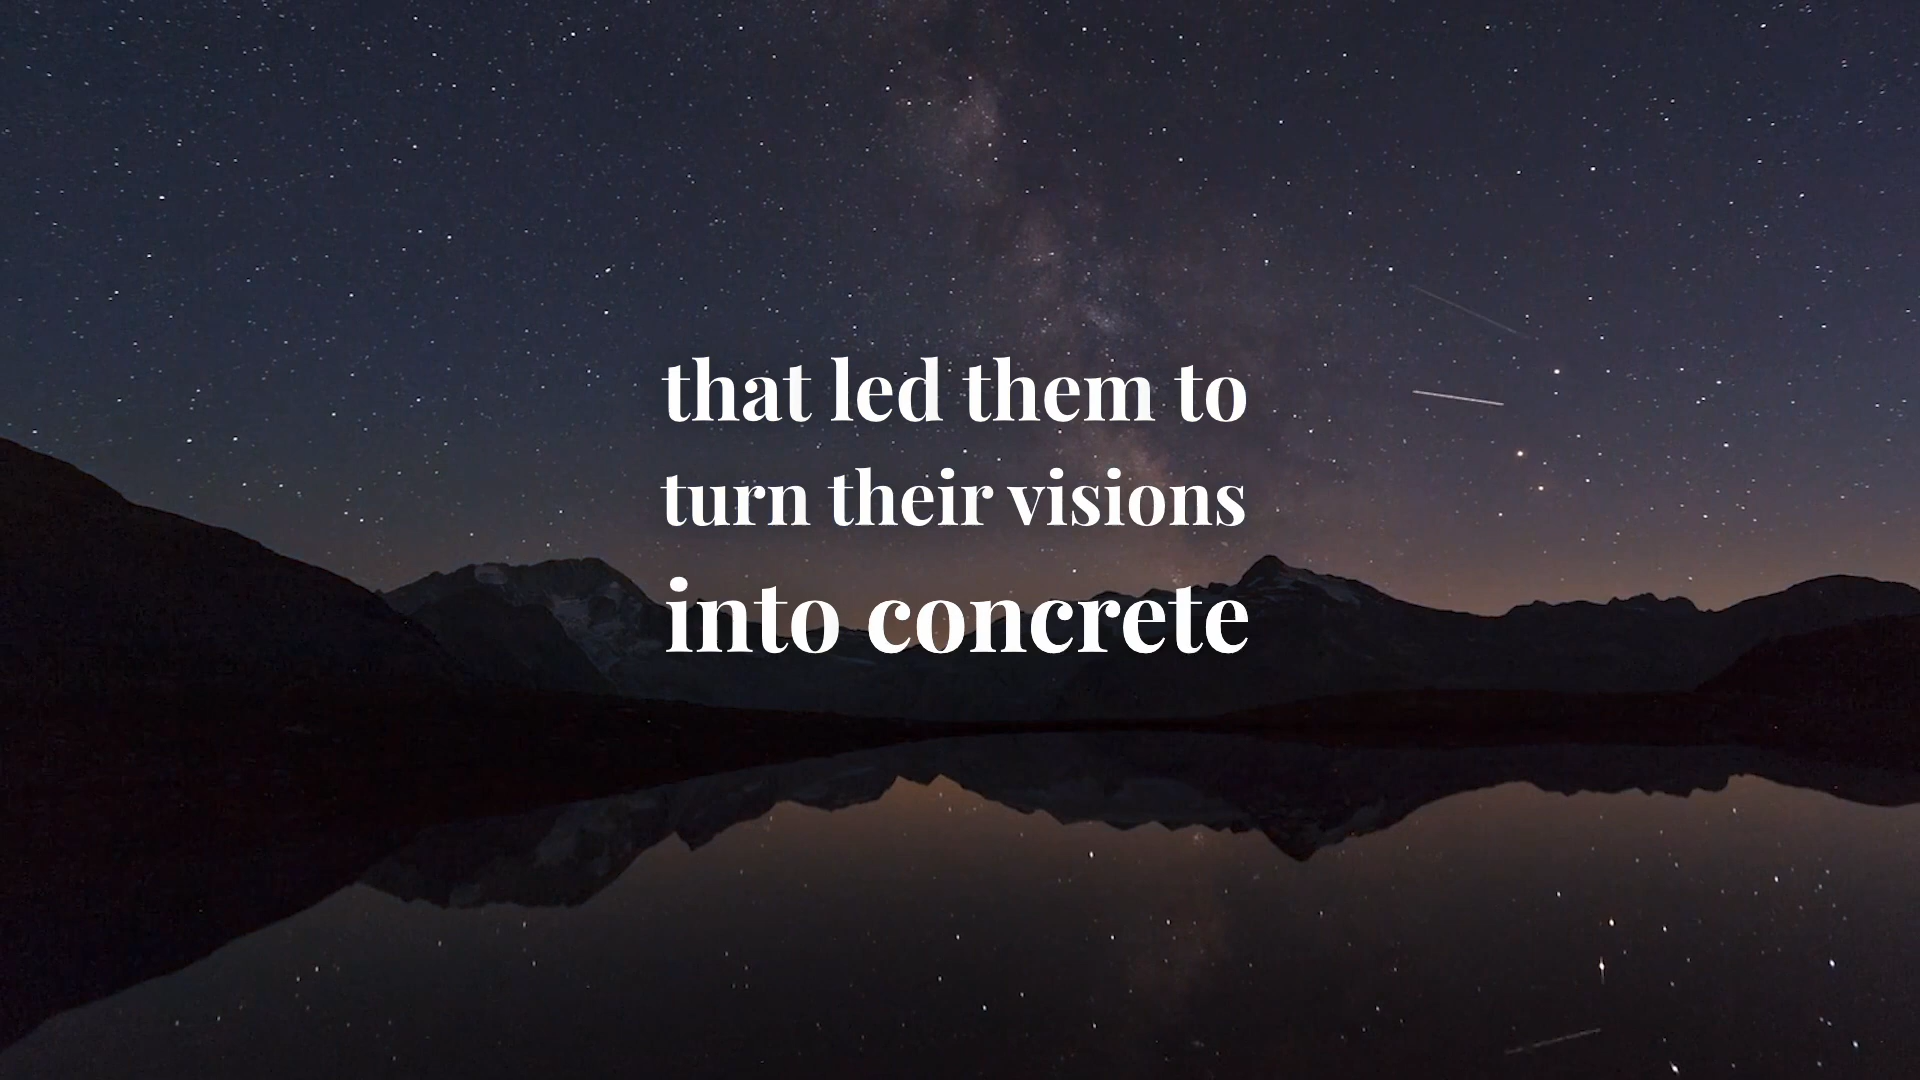 that led them to
turn their visions
into concrete